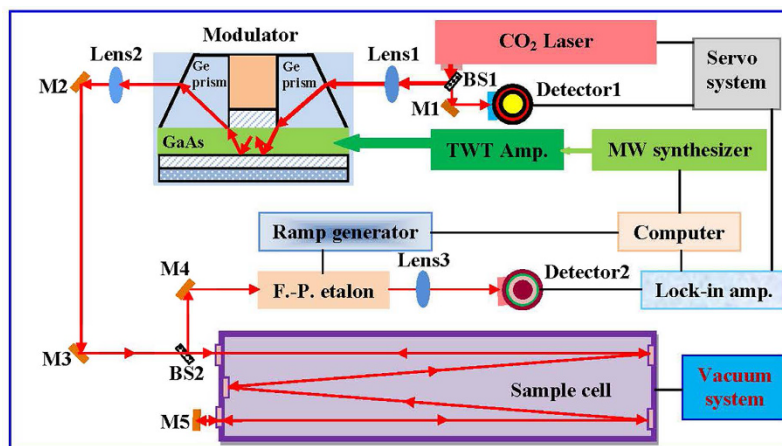 Modulator
Lens2
Lens1
CO₂ Laser
Servo
system
M2
Ge
prism
Ge
prism
BS1
M1
Detector1
GaAs
TWT Amp.
MW synthesizer
Ramp generator
Computer
Lens3
M4
F.-P. etalon
Detector2
Lock-in amp.
M3
BS2
Sample cell
Vacuum
system
M5